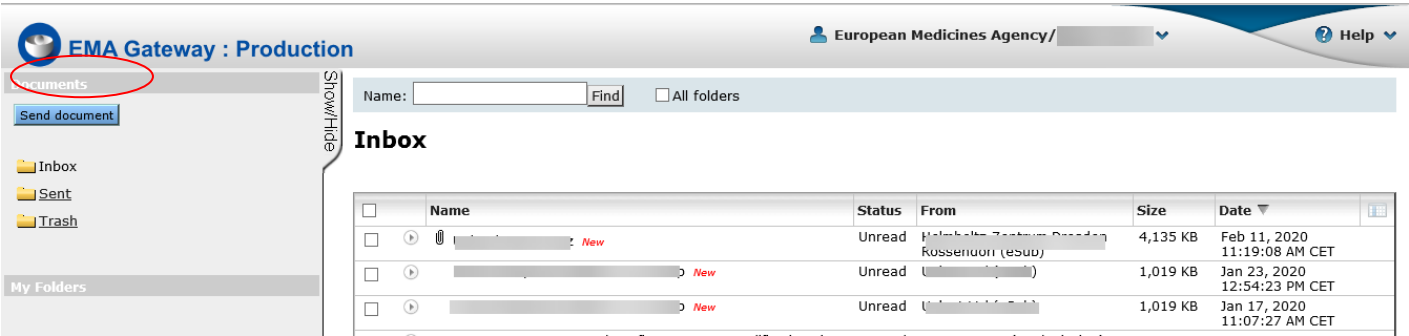 EMA Gateway : Production
European Medicines Agency/
Help
Documents
Send document
Inbox
Sent
Trash
My Folders
Show/Hide
Name: Find All folders
Inbox
Name Status From Size Date
New Unread Helmholtz Zentrum Dresden 4,135 KB Feb 11, 2020
Rossendorf (eSub) 11:19:08 AM CET
New Unread 1,019 KB Jan 23, 2020
12:54:23 PM CET
New Unread 1,019 KB Jan 17, 2020
11:07:27 AM CET